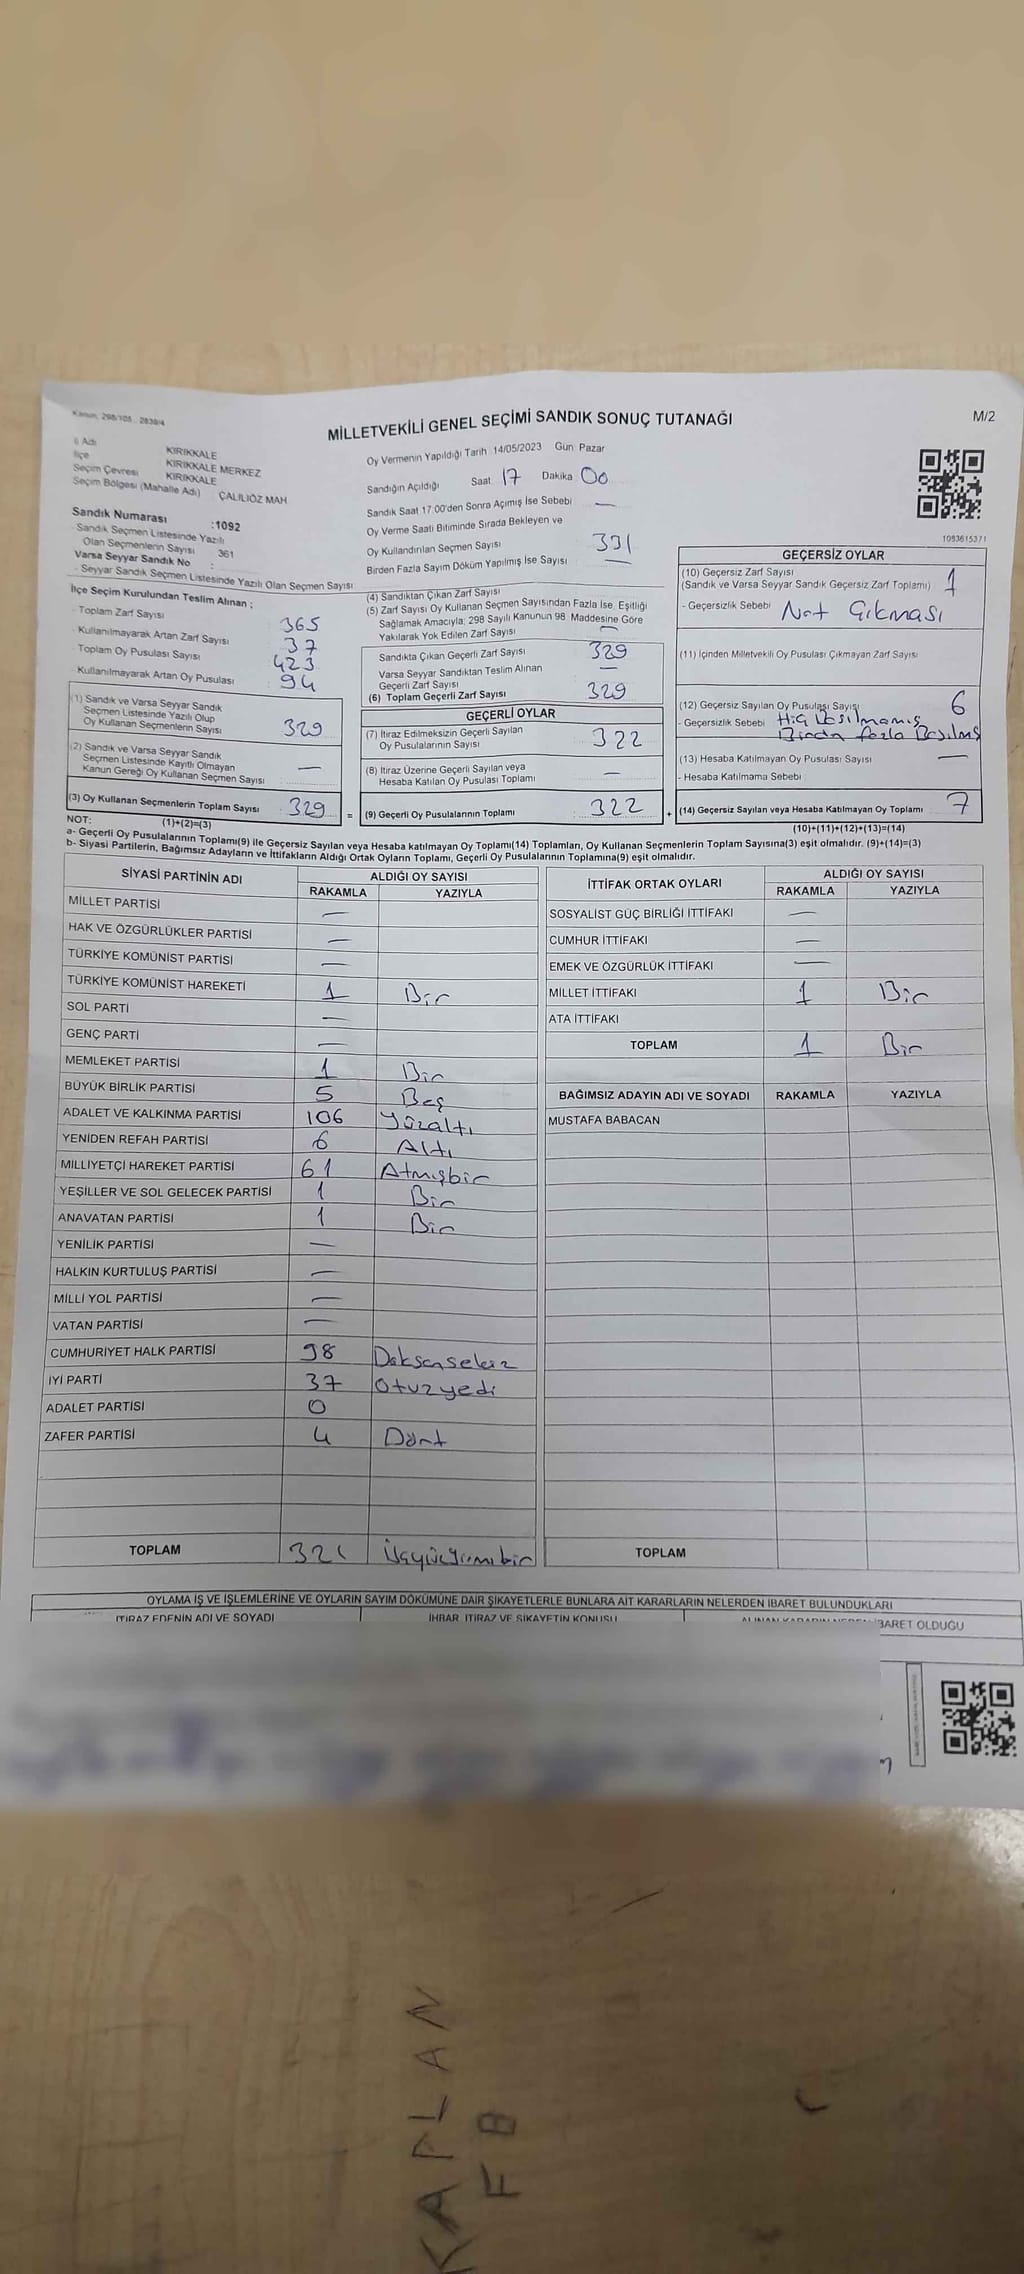 Kanun, 298/105 , 2839/4
MİLLETVEKİLİ GENEL SEÇİMİ SANDIK SONUÇ TUTANAĞI
M/2
İl Adı KIRIKKALE
İlçe KIRIKKALE MERKEZ
Seçim Çevresi KIRIKKALE
Seçim Bölgesi (Mahalle Adı) : ÇALILIÖZ MAH
Sandık Numarası :1092
- Sandık Seçmen Listesinde Yazılı
Olan Seçmenlerin Sayısı 361
Varsa Seyyar Sandık No :
- Seyyar Sandık Seçmen Listesinde Yazılı Olan Seçmen Sayısı :
Oy Vermenin Yapıldığı Tarih 14/05/2023 Gün Pazar
Sandığın Açıldığı Saat 17 Dakika 00
Sandık Saat 17:00'den Sonra Açımış İse Sebebi —
Oy Verme Saati Bitiminde Sırada Bekleyen ve
Oy Kullandırılan Seçmen Sayısı 331
Birden Fazla Sayım Döküm Yapılmış İse Sayısı —
1083615371
İlçe Seçim Kurulundan Teslim Alınan ;
- Toplam Zarf Sayısı 365
- Kullanılmayarak Artan Zarf Sayısı 37
- Toplam Oy Pusulası Sayısı 423
- Kullanılmayarak Artan Oy Pusulası 94
(1) Sandık ve Varsa Seyyar Sandık
Seçmen Listesinde Yazılı Olup
Oy Kullanan Seçmenlerin Sayısı 329
(2) Sandık ve Varsa Seyyar Sandık
Seçmen Listesinde Kayıtlı Olmayan
Kanun Gereği Oy Kullanan Seçmen Sayısı —
(3) Oy Kullanan Seçmenlerin Toplam Sayısı 329
(1)+(2)=(3)
(4) Sandıktan Çıkan Zarf Sayısı
(5) Zarf Sayısı Oy Kullanan Seçmen Sayısından Fazla İse, Eşitliği
Sağlamak Amacıyla; 298 Sayılı Kanunun 98. Maddesine Göre
Yakılarak Yok Edilen Zarf Sayısı —
Sandıkta Çıkan Geçerli Zarf Sayısı 329
Varsa Seyyar Sandıktan Teslim Alınan
Geçerli Zarf Sayısı —
(6) Toplam Geçerli Zarf Sayısı 329
GEÇERLİ OYLAR
(7) İtiraz Edilmeksizin Geçerli Sayılan
Oy Pusulalarının Sayısı 322
(8) İtiraz Üzerine Geçerli Sayılan veya
Hesaba Katılan Oy Pusulası Toplamı —
= (9) Geçerli Oy Pusulalarının Toplamı 322
GEÇERSİZ OYLAR
(10) Geçersiz Zarf Sayısı
(Sandık ve Varsa Seyyar Sandık Geçersiz Zarf Toplamı) 1
- Geçersizlik Sebebi Not Çıkması
(11) İçinden Milletvekili Oy Pusulası Çıkmayan Zarf Sayısı
(12) Geçersiz Sayılan Oy Pusulası Sayısı 6
- Geçersizlik Sebebi Hiç Basılmamış
Birden fazla Basılmış
(13) Hesaba Katılmayan Oy Pusulası Sayısı —
- Hesaba Katılmama Sebebi
+ (14) Geçersiz Sayılan veya Hesaba Katılmayan Oy Toplamı 7
(10)+(11)+(12)+(13)=(14)
NOT:
a- Geçerli Oy Pusulalarının Toplamı(9) ile Geçersiz Sayılan veya Hesaba katılmayan Oy Toplamı(14) Toplamları, Oy Kullanan Seçmenlerin Toplam Sayısına(3) eşit olmalıdır. (9)+(14)=(3)
b- Siyasi Partilerin, Bağımsız Adayların ve İttifakların Aldığı Ortak Oyların Toplamı, Geçerli Oy Pusulalarının Toplamına(9) eşit olmalıdır.
SİYASİ PARTİNİN ADI ALDIĞI OY SAYISI
RAKAMLA YAZIYLA
MİLLET PARTİSİ —
HAK VE ÖZGÜRLÜKLER PARTİSİ —
TÜRKİYE KOMÜNİST PARTİSİ —
TÜRKİYE KOMÜNİST HAREKETİ 1 Bir
SOL PARTİ —
GENÇ PARTİ —
MEMLEKET PARTİSİ 1 Bir
BÜYÜK BİRLİK PARTİSİ 5 Beş
ADALET VE KALKINMA PARTİSİ 106 Yüzaltı
YENİDEN REFAH PARTİSİ 6 Altı
MİLLİYETÇİ HAREKET PARTİSİ 61 Atmışbir
YEŞİLLER VE SOL GELECEK PARTİSİ 1 Bir
ANAVATAN PARTİSİ 1 Bir
YENİLİK PARTİSİ —
HALKIN KURTULUŞ PARTİSİ —
MİLLİ YOL PARTİSİ —
VATAN PARTİSİ —
CUMHURİYET HALK PARTİSİ 98 Doksansekiz
İYİ PARTİ 37 Otuzyedi
ADALET PARTİSİ 0
ZAFER PARTİSİ 4 Dört
TOPLAM 321 Üçyüzyirmibir
İTTİFAK ORTAK OYLARI ALDIĞI OY SAYISI
RAKAMLA YAZIYLA
SOSYALİST GÜÇ BİRLİĞİ İTTİFAKI —
CUMHUR İTTİFAKI —
EMEK VE ÖZGÜRLÜK İTTİFAKI —
MİLLET İTTİFAKI 1 Bir
ATA İTTİFAKI
TOPLAM 1 Bir
BAĞIMSIZ ADAYIN ADI VE SOYADI RAKAMLA YAZIYLA
MUSTAFA BABACAN
TOPLAM
OYLAMA İŞ VE İŞLEMLERİNE VE OYLARIN SAYIM DÖKÜMÜNE DAİR ŞİKAYETLERLE BUNLARA AİT KARARLARIN NELERDEN İBARET BULUNDUKLARI
İTİRAZ EDENİN ADI VE SOYADI İHBAR, İTİRAZ VE ŞİKAYETİN KONUSU ALINAN KARARIN NEDEN İBARET OLDUĞU
KAPLAN
FB